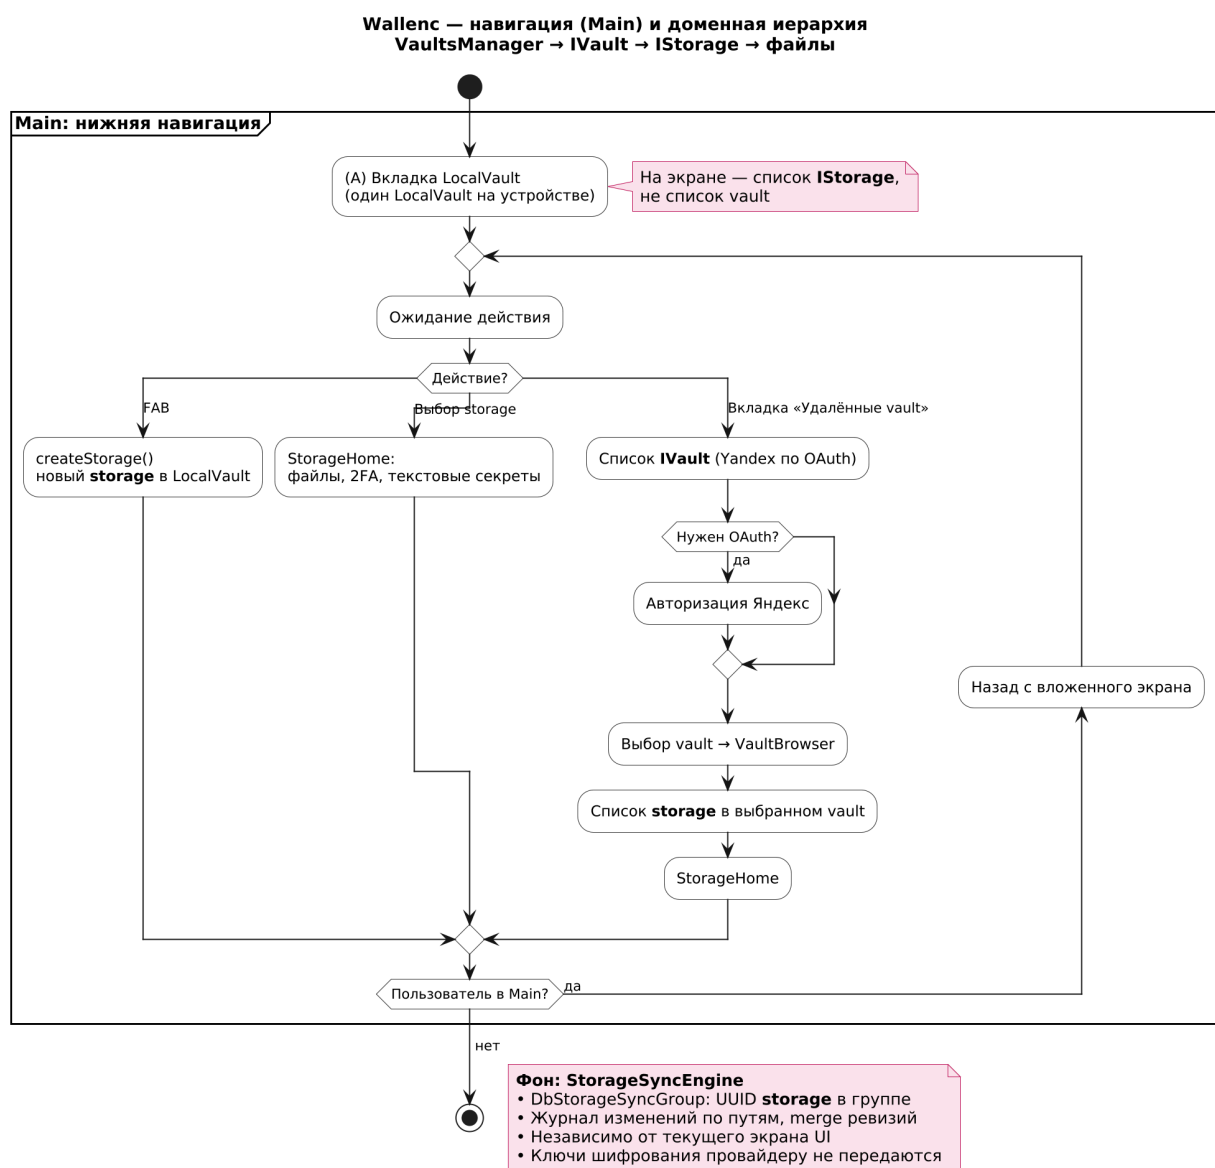 Wallenc — навигация (Main) и доменная иерархия
VaultsManager → IVault → IStorage → файлы
Main: нижняя навигация
(A) Вкладка LocalVault
(один LocalVault на устройстве)
На экране — список IStorage,
не список vault
Ожидание действия
Действие?
FAB
Выбор storage
Вкладка «Удалённые vault»
createStorage()
новый storage в LocalVault
StorageHome:
файлы, 2FA, текстовые секреты
Список IVault (Yandex по OAuth)
Нужен OAuth?
да
Авторизация Яндекс
Назад с вложенного экрана
Выбор vault → VaultBrowser
Список storage в выбранном vault
StorageHome
Пользователь в Main?
да
нет
Фон: StorageSyncEngine
• DbStorageSyncGroup: UUID storage в группе
• Журнал изменений по путям, merge ревизий
• Независимо от текущего экрана UI
• Ключи шифрования провайдеру не передаются